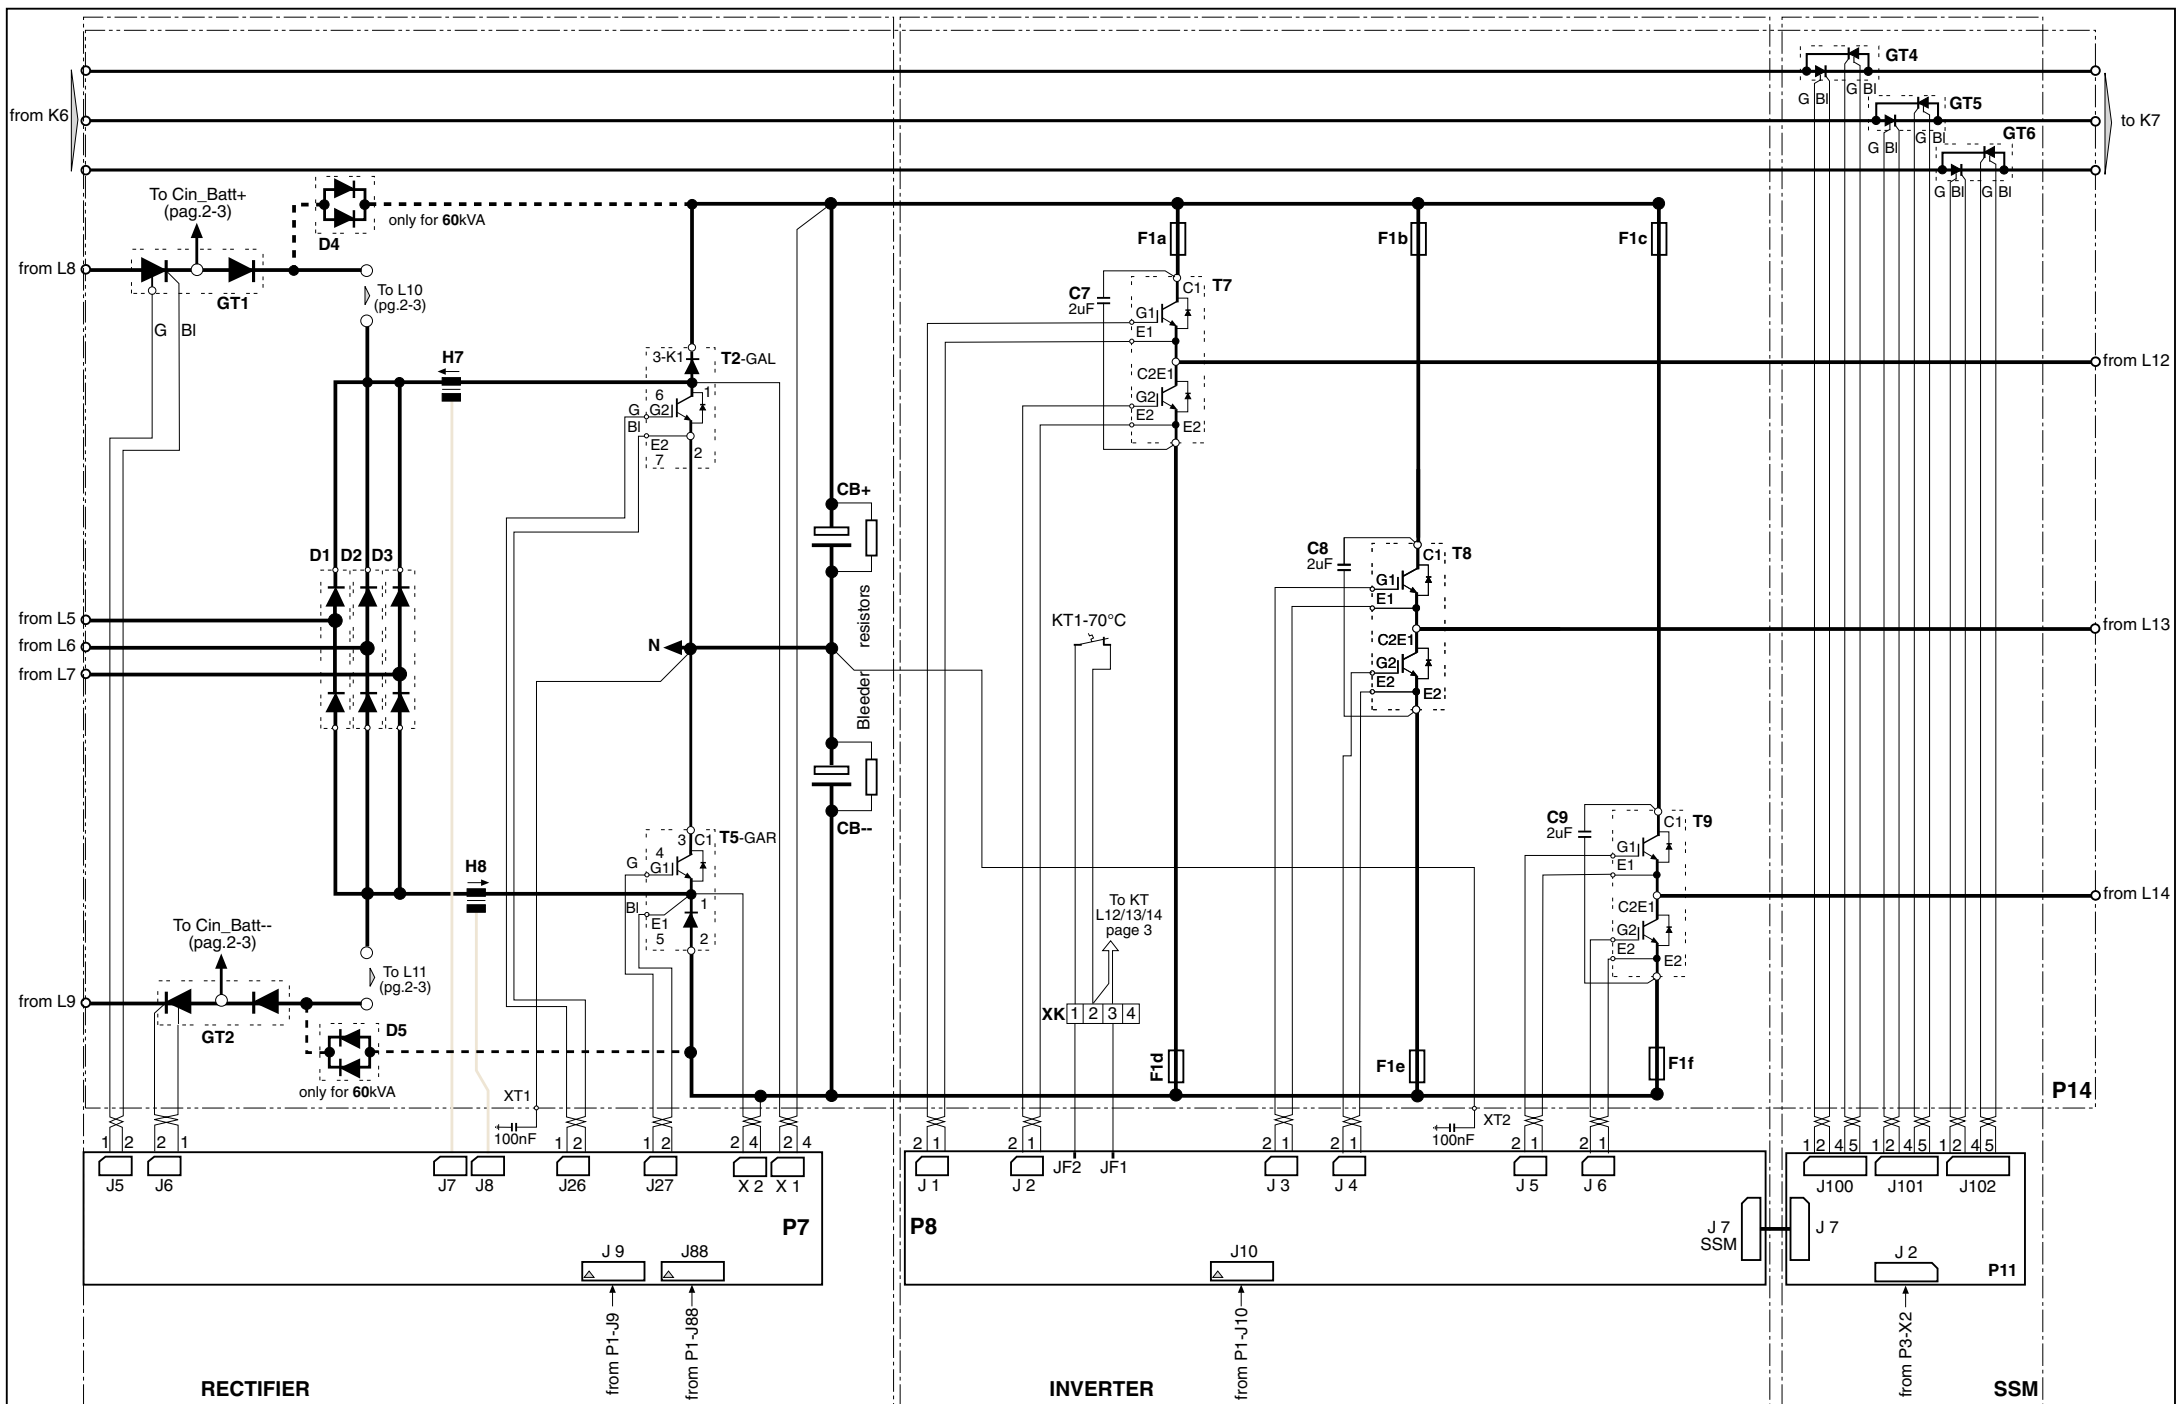 GT4
G BI
G BI
GT5
G BI
G BI
GT6
G BI
G BI
from K6
to K7
To Cin_Batt+
(pag.2-3)
D4
only for 60kVA
from L8
GT1
G
BI
To L10
(pg.2-3)
F1a
F1b
F1c
C7
2uF
T7
C1
G1
E1
C2E1
G2
E2
E2
from L12
H7
3-K1
T2-GAL
6
1
G
G2
BI
E2
7
2
CB+
D1
D2
D3
Bleeder resistors
from L5
from L6
from L7
N
KT1-70°C
C8
2uF
T8
C1
G1
E1
C2E1
G2
E2
E2
from L13
CB--
T5-GAR
3
C1
4
G
G1
BI
1
E1
5
2
H8
C9
2uF
T9
C1
G1
E1
C2E1
G2
E2
E2
from L14
To KT
L12/13/14
page 3
To Cin_Batt--
(pag.2-3)
To L11
(pg.2-3)
from L9
GT2
D5
only for 60kVA
XK 1 2 3 4
F1d
F1e
F1f
P14
XT1
100nF
XT2
100nF
1 2
2 1
1 2
1 2
2 4
2 4
2 1
2 1
2 1
2 1
2 1
2 1
1 2 4 5
1 2 4 5
1 2 4 5
J5
J6
J7
J8
J26
J27
X 2
X 1
J 1
J 2
JF2
JF1
J 3
J 4
J 5
J 6
J100
J101
J102
P7
P8
J 7
SSM
J 7
J 9
J88
J10
J 2
P11
from P1-J9
from P1-J88
from P1-J10
from P3-X2
RECTIFIER
INVERTER
SSM